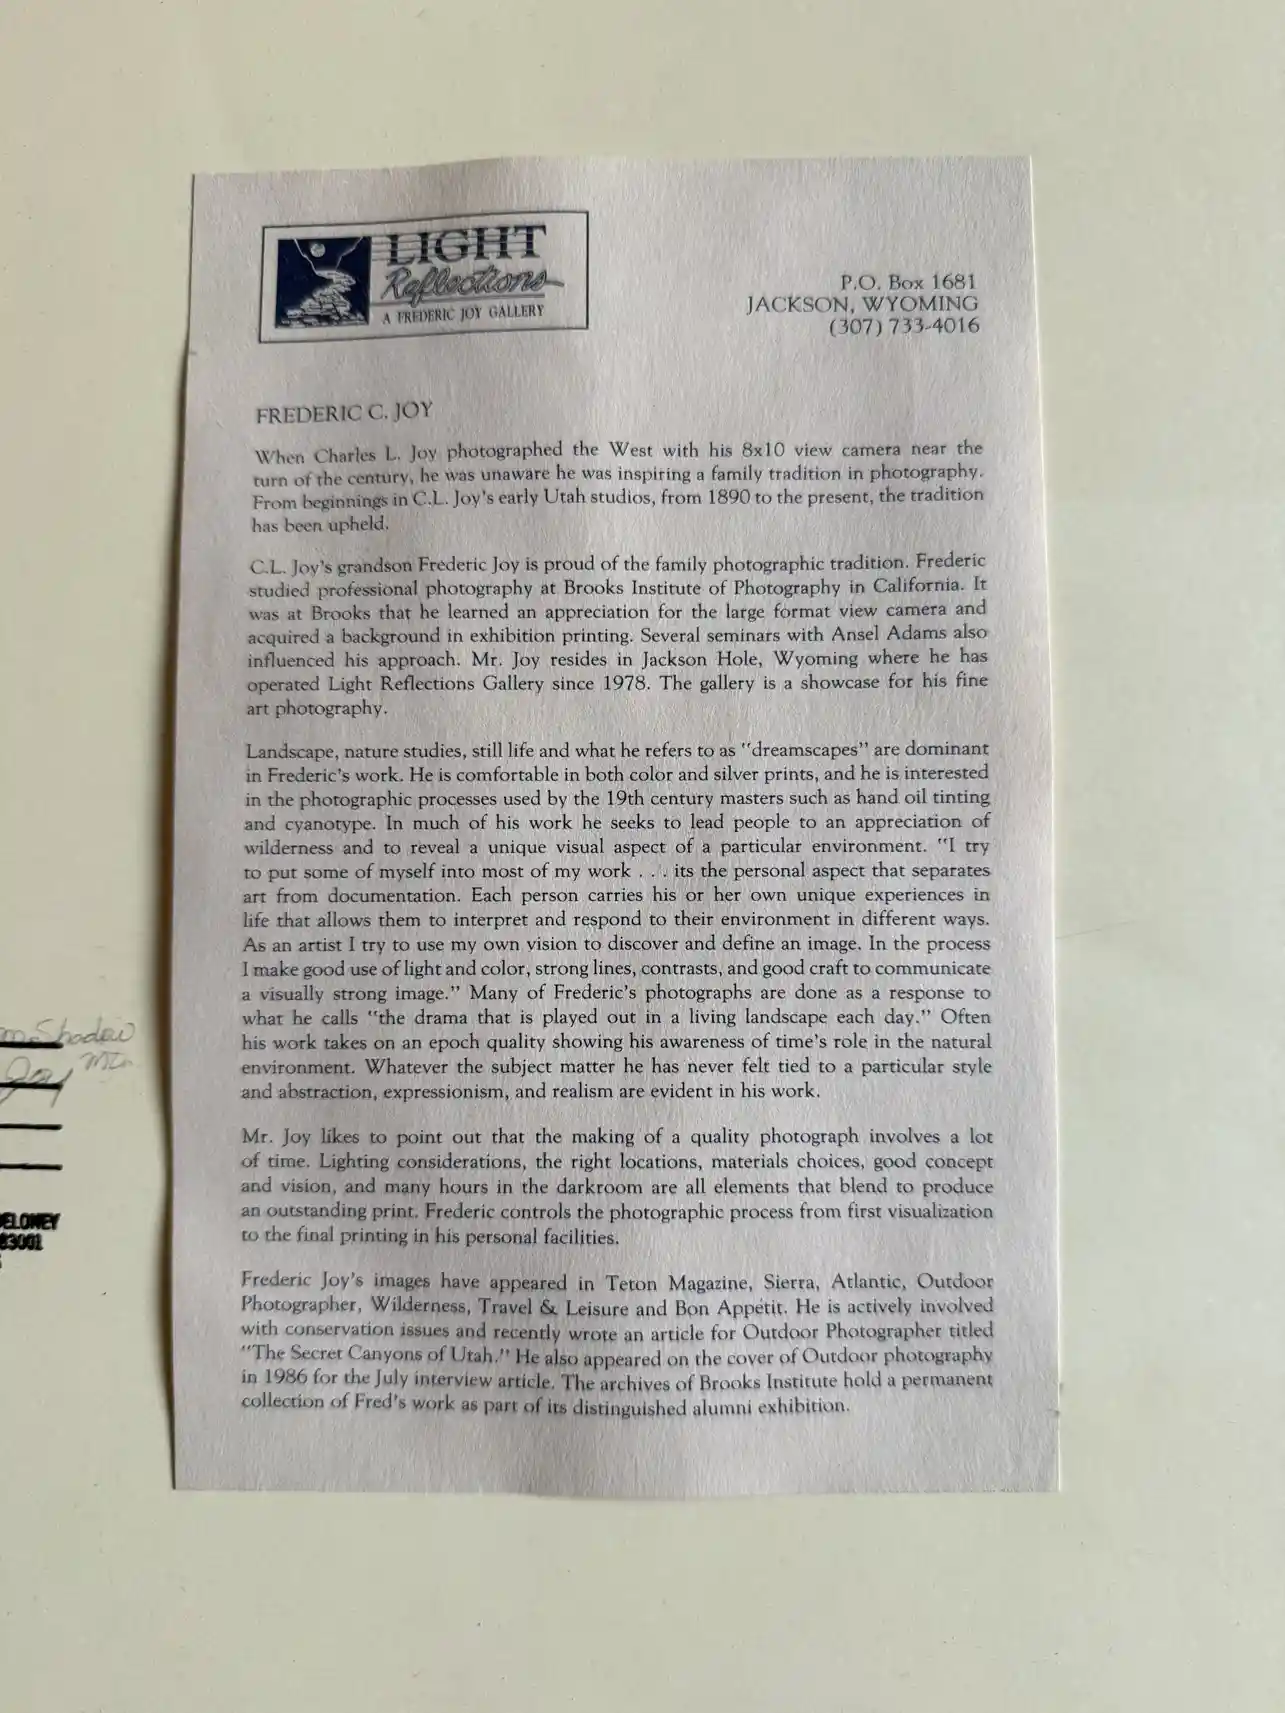 LIGHT
Reflections
A FREDERIC JOY GALLERY
P.O. Box 1681
JACKSON, WYOMING
(307) 733-4016
FREDERIC C. JOY
When Charles L. Joy photographed the West with his 8x10 view camera near the
turn of the century, he was unaware he was inspiring a family tradition in photography.
From beginnings in C.L. Joy's early Utah studios, from 1890 to the present, the tradition
has been upheld.
C.L. Joy's grandson Frederic Joy is proud of the family photographic tradition. Frederic
studied professional photography at Brooks Institute of Photography in California. It
was at Brooks that he learned an appreciation for the large format view camera and
acquired a background in exhibition printing. Several seminars with Ansel Adams also
influenced his approach. Mr. Joy resides in Jackson Hole, Wyoming where he has
operated Light Reflections Gallery since 1978. The gallery is a showcase for his fine
art photography.
Landscape, nature studies, still life and what he refers to as "dreamscapes" are dominant
in Frederic's work. He is comfortable in both color and silver prints, and he is interested
in the photographic processes used by the 19th century masters such as hand oil tinting
and cyanotype. In much of his work he seeks to lead people to an appreciation of
wilderness and to reveal a unique visual aspect of a particular environment. "I try
to put some of myself into most of my work . . . its the personal aspect that separates
art from documentation. Each person carries his or her own unique experiences in
life that allows them to interpret and respond to their environment in different ways.
As an artist I try to use my own vision to discover and define an image. In the process
I make good use of light and color, strong lines, contrasts, and good craft to communicate
a visually strong image." Many of Frederic's photographs are done as a response to
what he calls "the drama that is played out in a living landscape each day." Often
his work takes on an epoch quality showing his awareness of time's role in the natural
environment. Whatever the subject matter he has never felt tied to a particular style
and abstraction, expressionism, and realism are evident in his work.
Mr. Joy likes to point out that the making of a quality photograph involves a lot
of time. Lighting considerations, the right locations, materials choices, good concept
and vision, and many hours in the darkroom are all elements that blend to produce
an outstanding print. Frederic controls the photographic process from first visualization
to the final printing in his personal facilities.
Frederic Joy's images have appeared in Teton Magazine, Sierra, Atlantic, Outdoor
Photographer, Wilderness, Travel & Leisure and Bon Appetit. He is actively involved
with conservation issues and recently wrote an article for Outdoor Photographer titled
"The Secret Canyons of Utah." He also appeared on the cover of Outdoor photography
in 1986 for the July interview article. The archives of Brooks Institute hold a permanent
collection of Fred's work as part of its distinguished alumni exhibition.
Shadow
Joy
ELONEY
83001